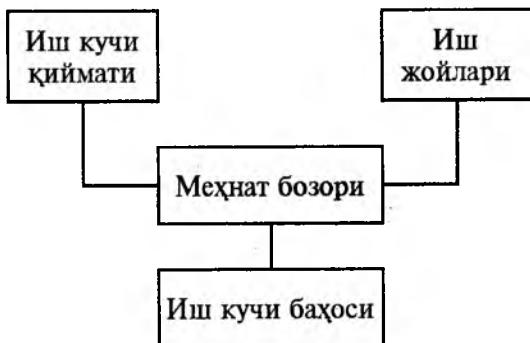 Иш кучи
қиймати
Иш
жойлари
Меҳнат бозори
Иш кучи баҳоси